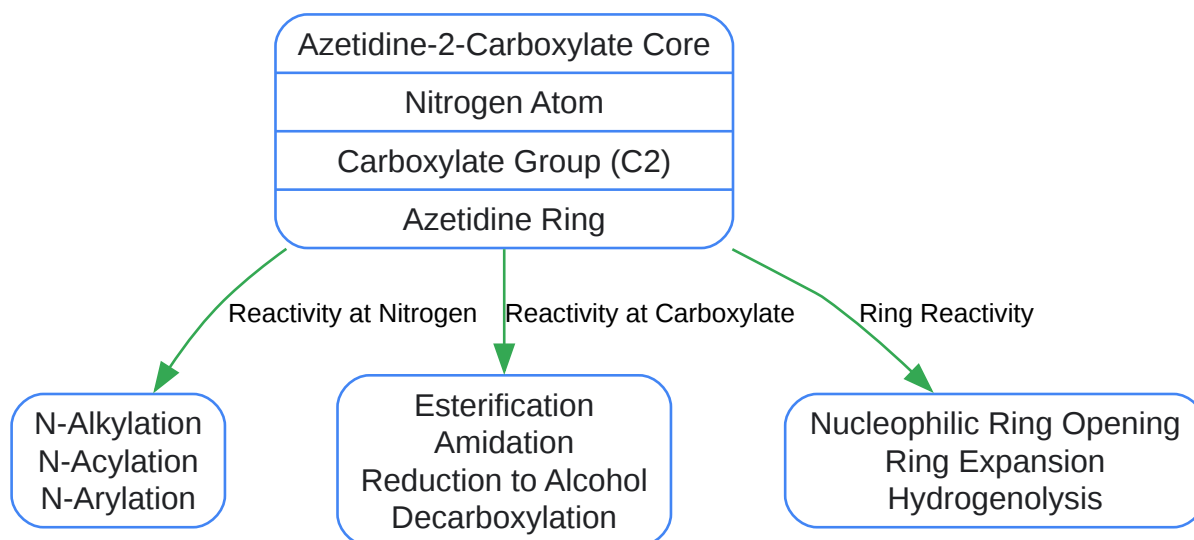 Azetidine-2-Carboxylate Core
Nitrogen Atom
Carboxylate Group (C2)
Azetidine Ring
Reactivity at Nitrogen
Reactivity at Carboxylate
Ring Reactivity
N-Alkylation
N-Acylation
N-Arylation
Esterification
Amidation
Reduction to Alcohol
Decarboxylation
Nucleophilic Ring Opening
Ring Expansion
Hydrogenolysis